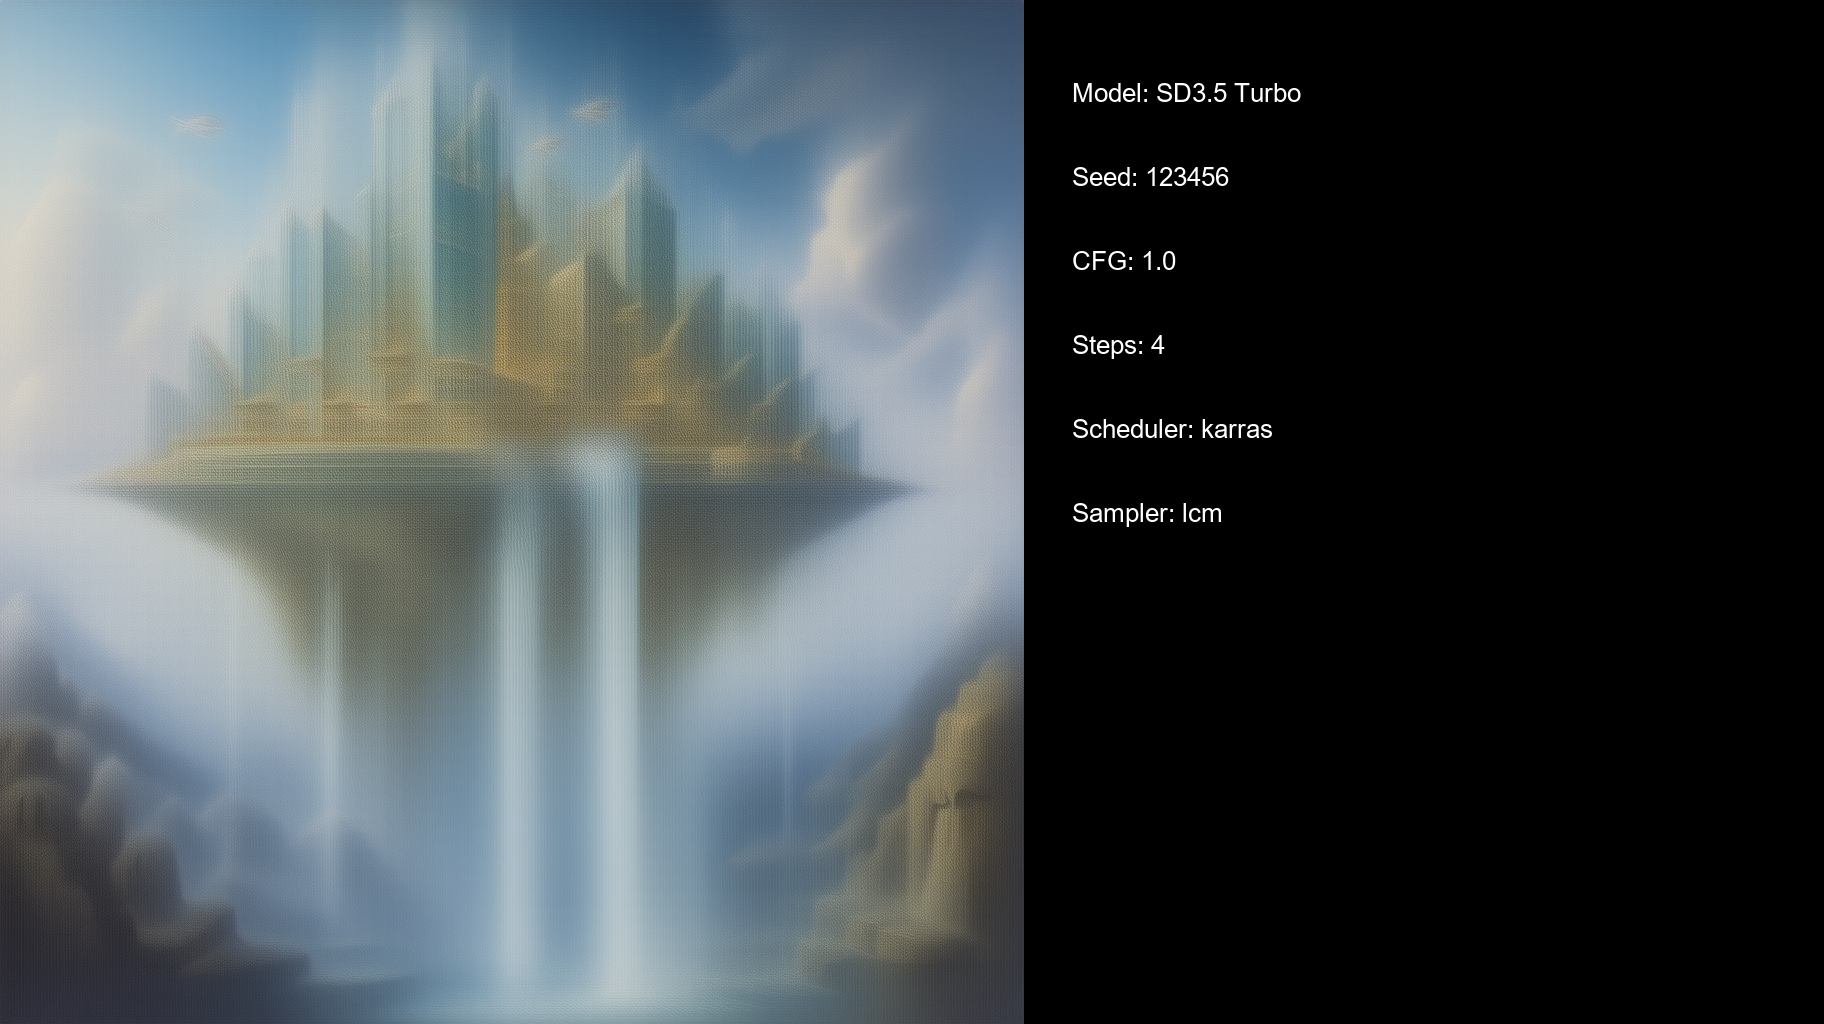 Model: SD3.5 Turbo
Seed: 123456
CFG: 1.0
Steps: 4
Scheduler: karras
Sampler: lcm